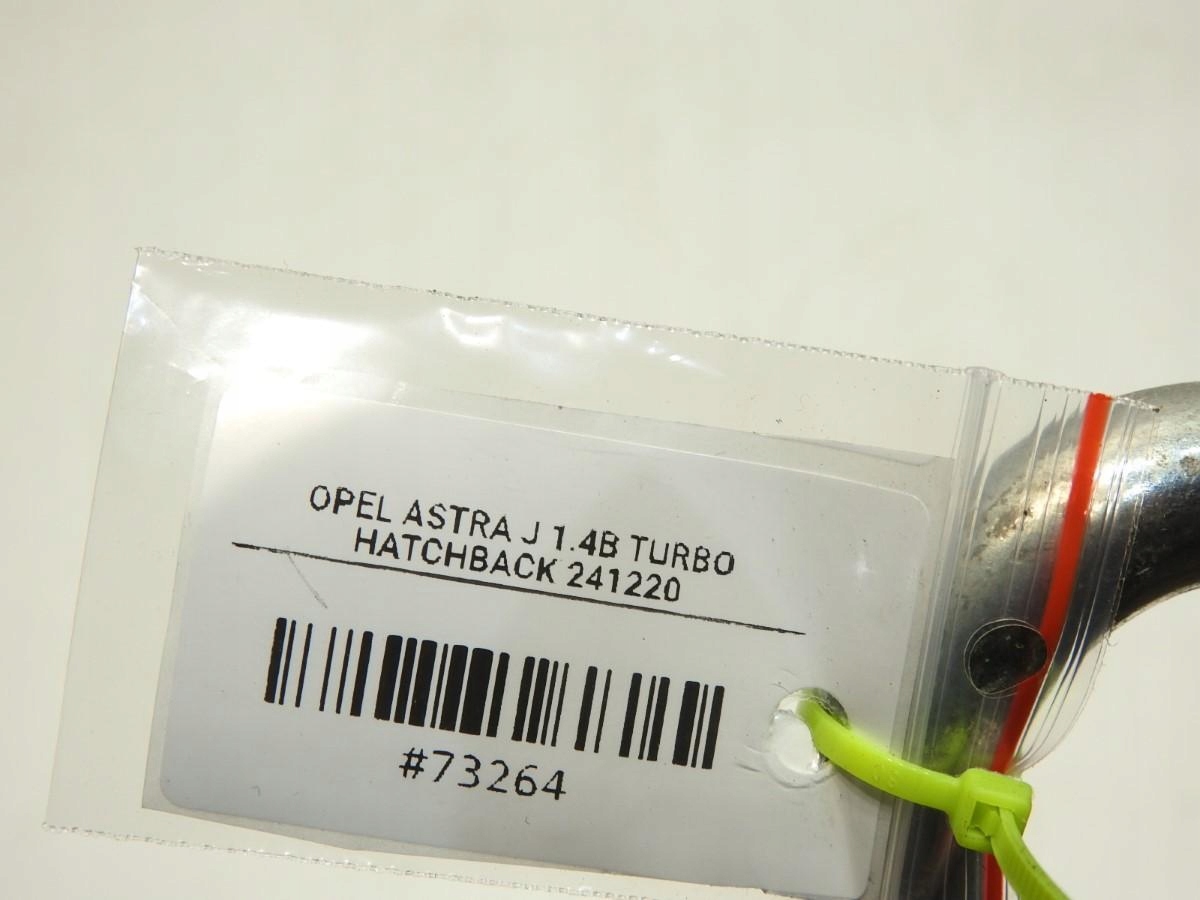 OPEL ASTRA J 1.4B TURBO
HATCHBACK 241220
#73264